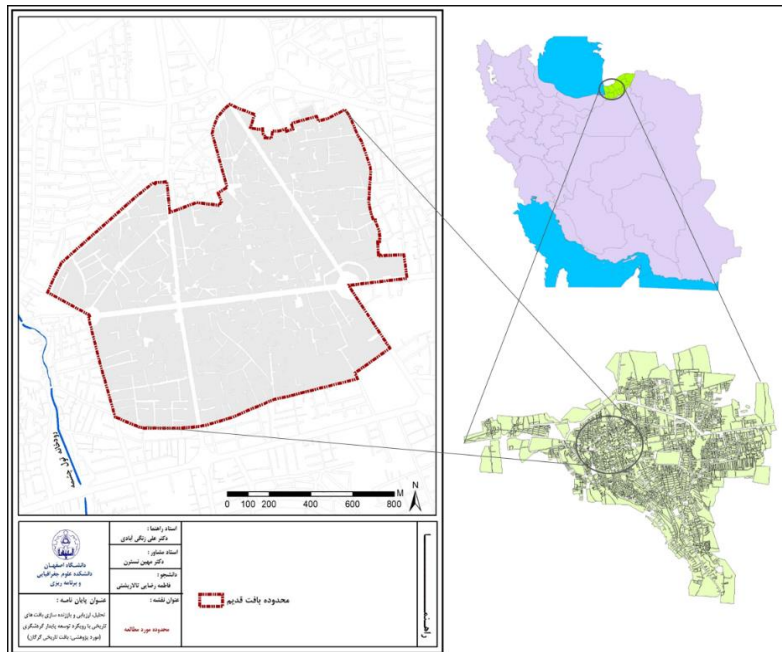 رودخانه
N
M
0 100 200 400 600 800
استاد راهنما :
دکتر علی زنگی آبادی
استاد مشاور :
دکتر مهین نسترن
دانشجو :
فاطمه رضایی تالارپشتی
عنوان نقشه :
محدوده مورد مطالعه
دانشگاه اصفهان
دانشکده علوم جغرافیایی
و برنامه ریزی
عنوان پایان نامه :
تحلیل، ارزیابی و باززنده سازی بافت های
تاریخی با رویکرد توسعه پایدار گردشگری
(مورد پژوهشی: بافت تاریخی گرگان)
محدوده بافت قدیم
راهنمـــــا